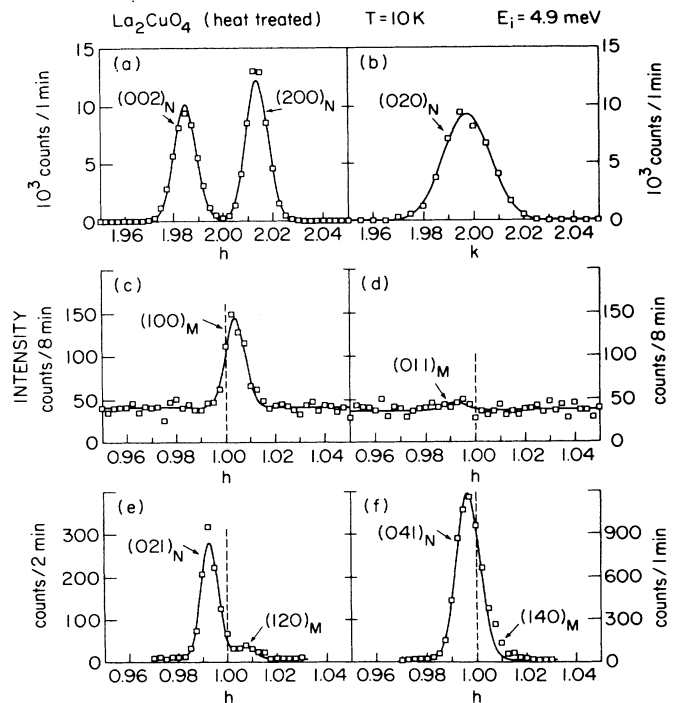 La2CuO4 (heat treated) T=10K Ei=4.9 meV
(a) (002)N (200)N
15
10
5
0
10³ counts/1 min
1.96 1.98 2.00 2.02 2.04
h
(b) (020)N
15
10
5
0
10³ counts/1 min
1.96 1.98 2.00 2.02 2.04
k
(c) (100)M
INTENSITY
counts/8 min
150
100
50
0
0.96 0.98 1.00 1.02 1.04
h
(d) (011)M
150
100
50
0
counts/8 min
0.96 0.98 1.00 1.02 1.04
h
(e) (021)N (120)M
counts/2 min
300
200
100
0
0.96 0.98 1.00 1.02 1.04
h
(f) (041)N (140)M
900
600
300
0
counts/1 min
0.96 0.98 1.00 1.02 1.04
h